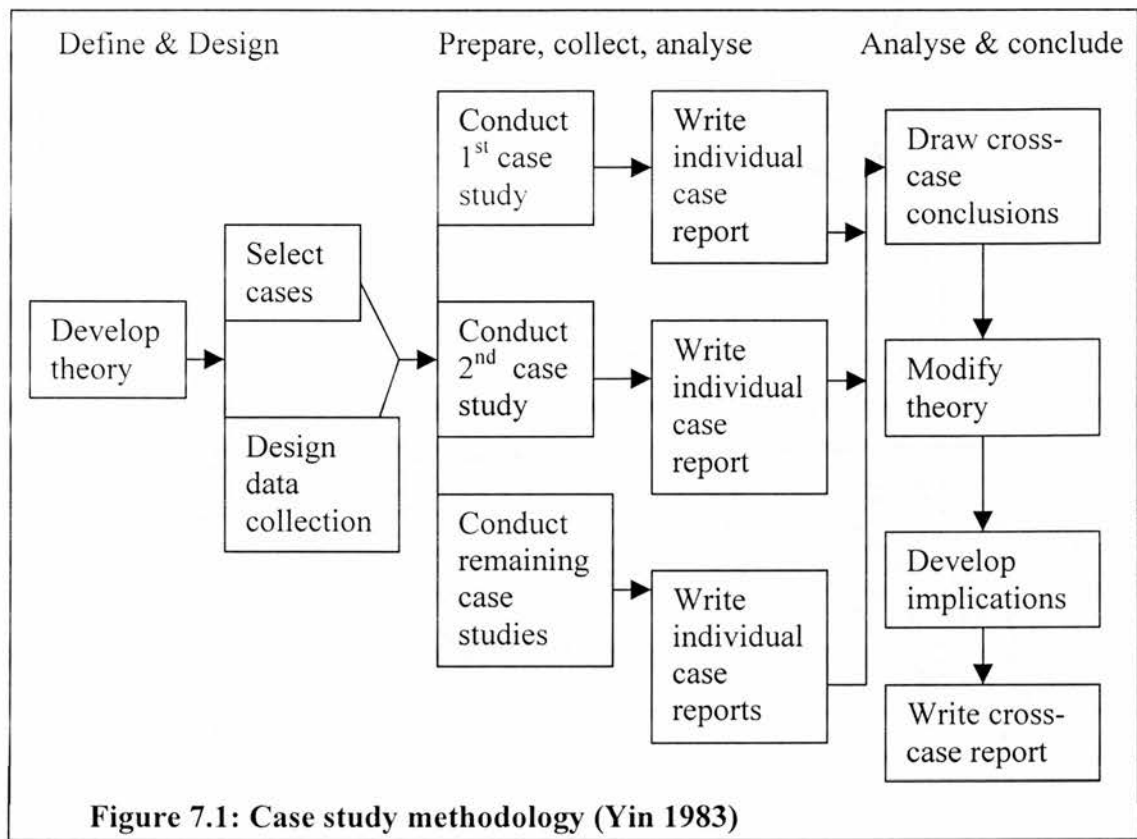 Define & Design
Prepare, collect, analyse
Analyse & conclude
Develop
theory
Select
cases
Design
data
collection
Conduct
1st case
study
Write
individual
case
report
Conduct
2nd case
study
Write
individual
case
report
Conduct
remaining
case
studies
Write
individual
case
reports
Draw cross-
case
conclusions
Modify
theory
Develop
implications
Write cross-
case report
Figure 7.1: Case study methodology (Yin 1983)